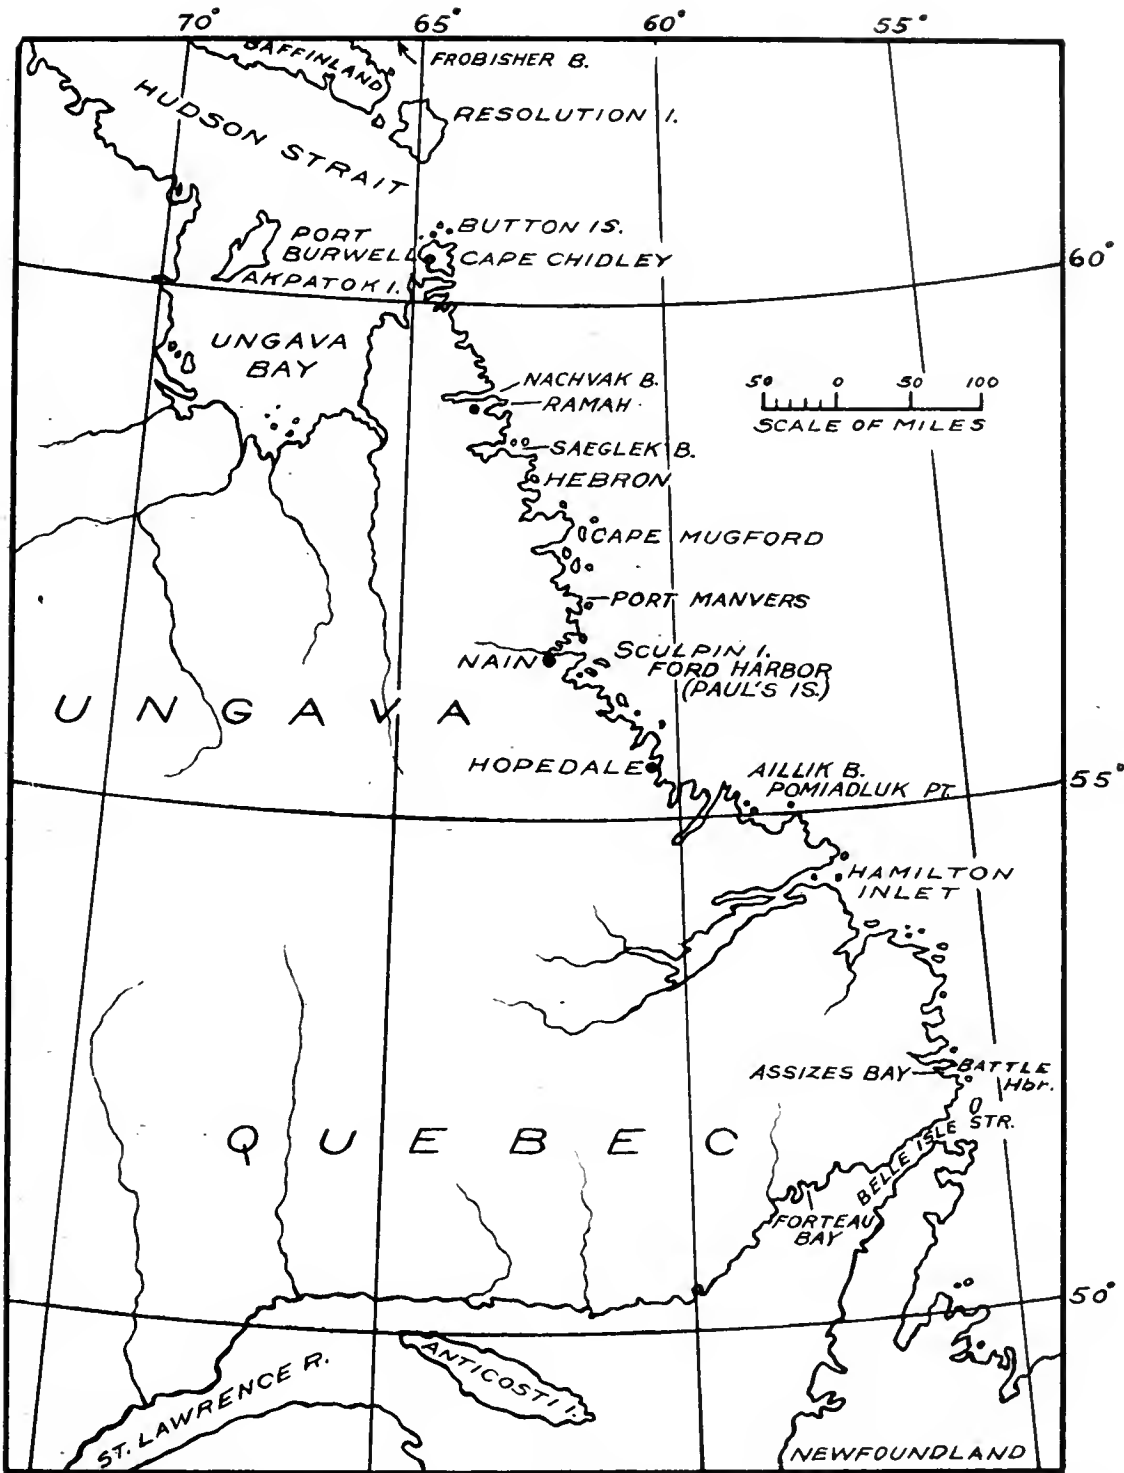 70° 65° 60° 55°
BAFFINLAND
FROBISHER B.
HUDSON STRAIT
RESOLUTION I.
BUTTON IS.
PORT
BURWELL
CAPE CHIDLEY
60°
AKPATOK I.
UNGAVA
BAY
NACHVAK B.
RAMAH
50 0 50 100
SCALE OF MILES
SAEGLEK B.
HEBRON
CAPE MUGFORD
PORT MANVERS
NAIN
SCULPIN I.
FORD HARBOR
(PAUL'S IS.)
UNGAVA
HOPEDALE
AILLIK B.
POMIADLUK PT.
55°
HAMILTON
INLET
ASSIZES BAY
BATTLE
Hbr.
QUEBEC
BELLE ISLE STR.
FORTEAU
BAY
50°
ANTICOSTI I.
ST. LAWRENCE R.
NEWFOUNDLAND